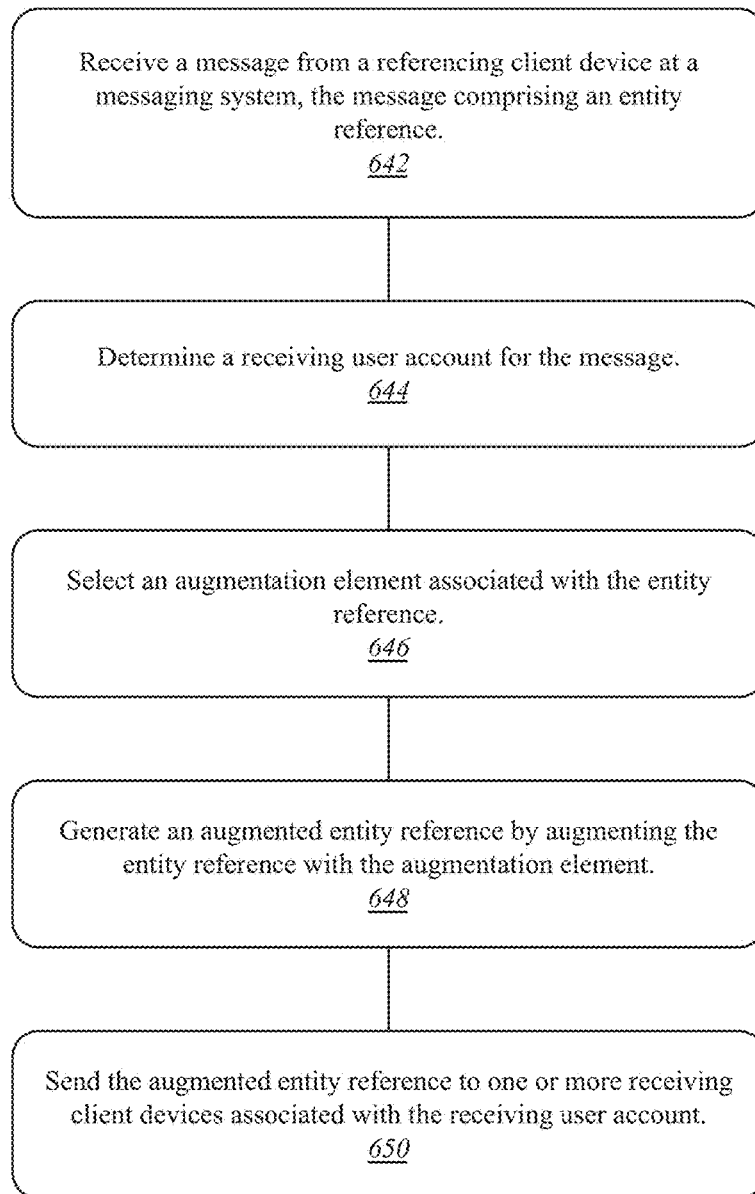 Receive a message from a referencing client device at a
messaging system, the message comprising an entity
reference.
642
Determine a receiving user account for the message.
644
Select an augmentation element associated with the entity
reference.
646
Generate an augmented entity reference by augmenting the
entity reference with the augmentation element.
648
Send the augmented entity reference to one or more receiving
client devices associated with the receiving user account.
650